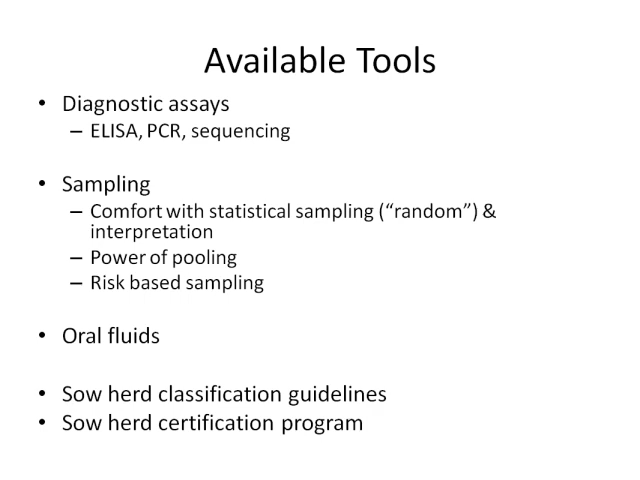 Available Tools
• Diagnostic assays
– ELISA, PCR, sequencing
• Sampling
– Comfort with statistical sampling (“random”) &
interpretation
– Power of pooling
– Risk based sampling
• Oral fluids
• Sow herd classification guidelines
• Sow herd certification program